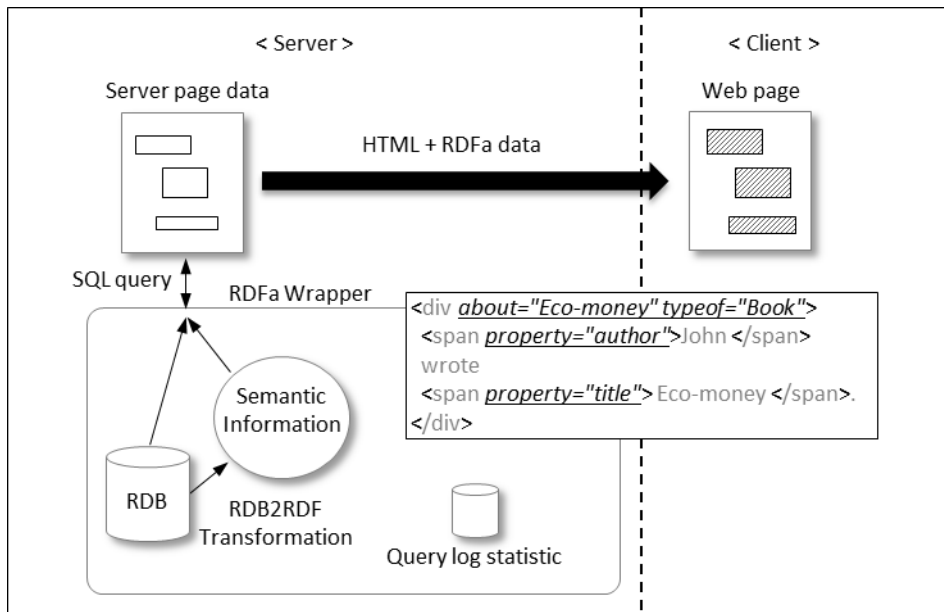 < Server >
< Client >
Server page data
Web page
HTML + RDFa data
SQL query
RDFa Wrapper
<div about="Eco-money" typeof="Book">
<span property="author">John </span>
wrote
<span property="title"> Eco-money </span>.
</div>
Semantic
Information
RDB
RDB2RDF
Transformation
Query log statistic